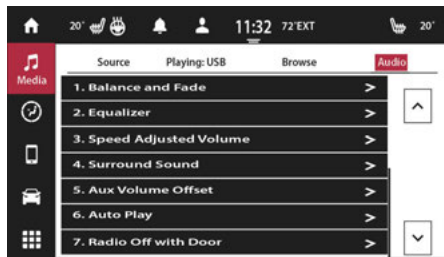 20° 11:32 72°EXT 20°
Media
Source Playing: USB Browse Audio
1. Balance and Fade >
2. Equalizer >
3. Speed Adjusted Volume >
4. Surround Sound >
5. Aux Volume Offset >
6. Auto Play >
7. Radio Off with Door >